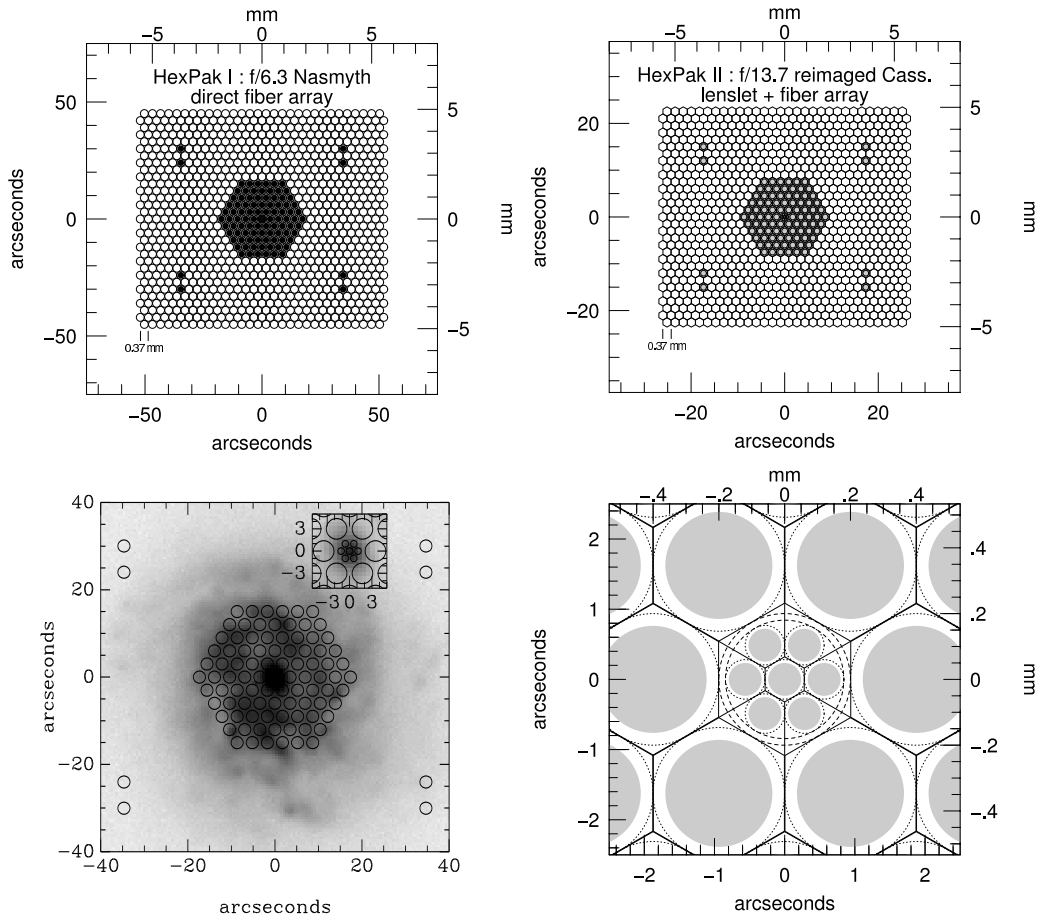 mm
−5 0 5
HexPak I : f/6.3 Nasmyth
direct fiber array
50
0
−50
arcseconds
5
0
−5
mm
0.37 mm
−50 0 50
arcseconds
mm
−5 0 5
HexPak II : f/13.7 reimaged Cass.
lenslet + fiber array
20
0
−20
arcseconds
5
0
−5
mm
0.37 mm
−20 0 20
arcseconds
40
20
0
−20
−40
arcseconds
3
0
−3
−3 0 3
−40 −20 0 20 40
arcseconds
mm
−.4 −.2 0 .2 .4
2
1
0
−1
−2
arcseconds
.4
.2
0
−.2
−.4
mm
−2 −1 0 1 2
arcseconds